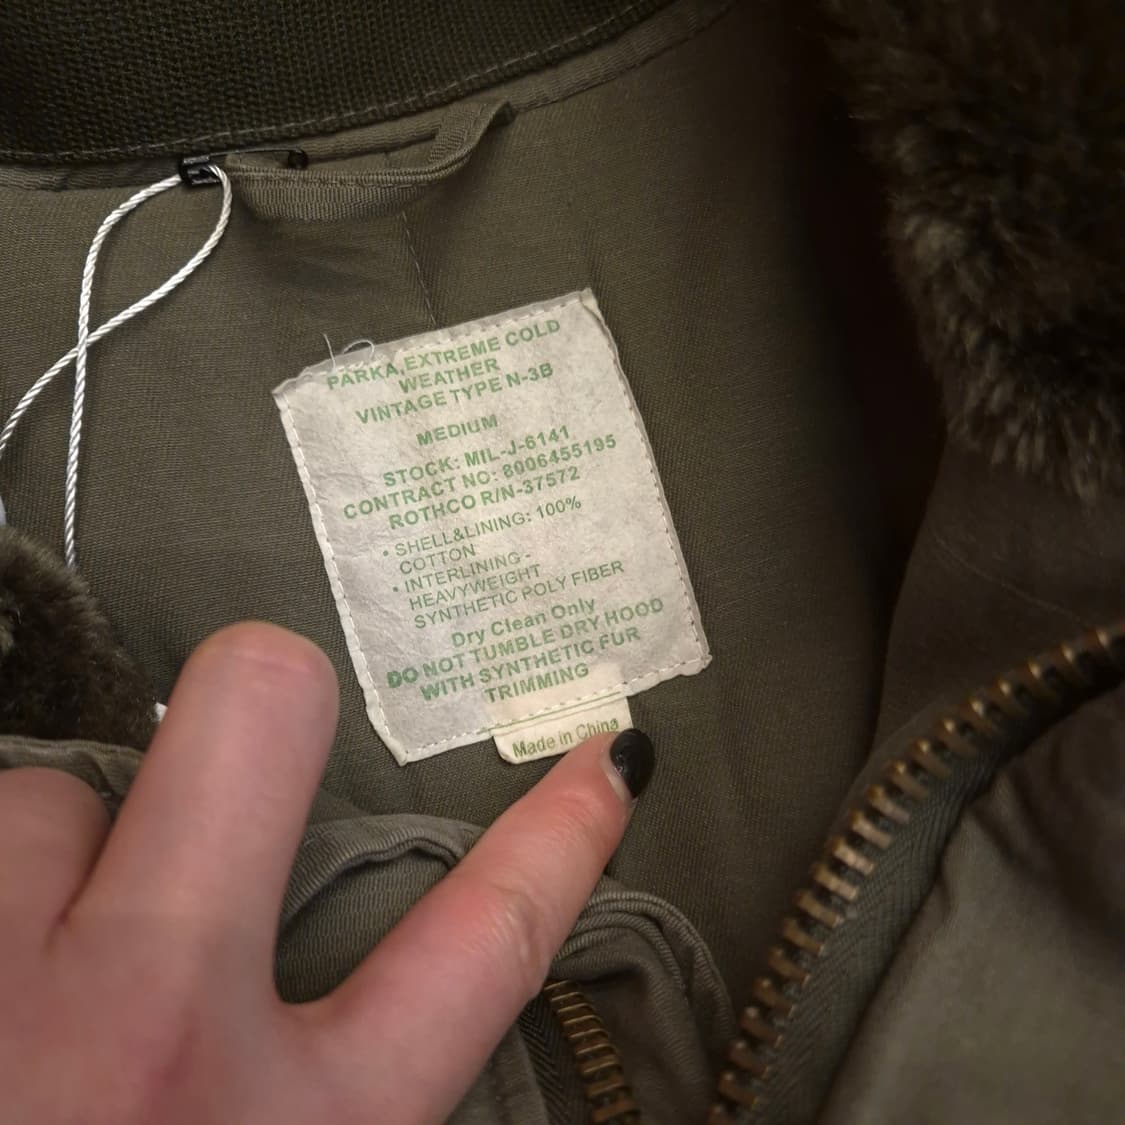 PARKA,EXTREME COLD
WEATHER
VINTAGE TYPE N-3B
MEDIUM
STOCK: MIL-J-6141
CONTRACT NO: 8006455195
ROTHCO R/N-37572
• SHELL&LINING: 100%
COTTON
• INTERLINING -
HEAVYWEIGHT
SYNTHETIC POLY FIBER
Dry Clean Only
DO NOT TUMBLE DRY HOOD
WITH SYNTHETIC FUR
TRIMMING
Made in China